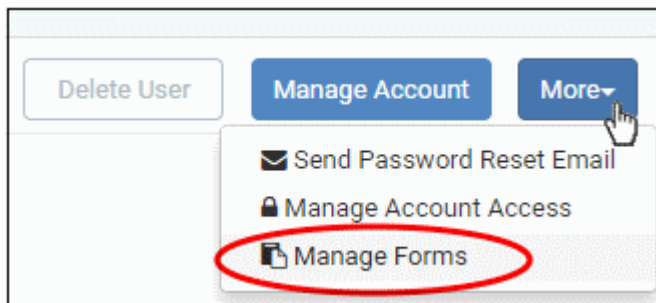 Delete User Manage Account More
Send Password Reset Email
Manage Account Access
Manage Forms